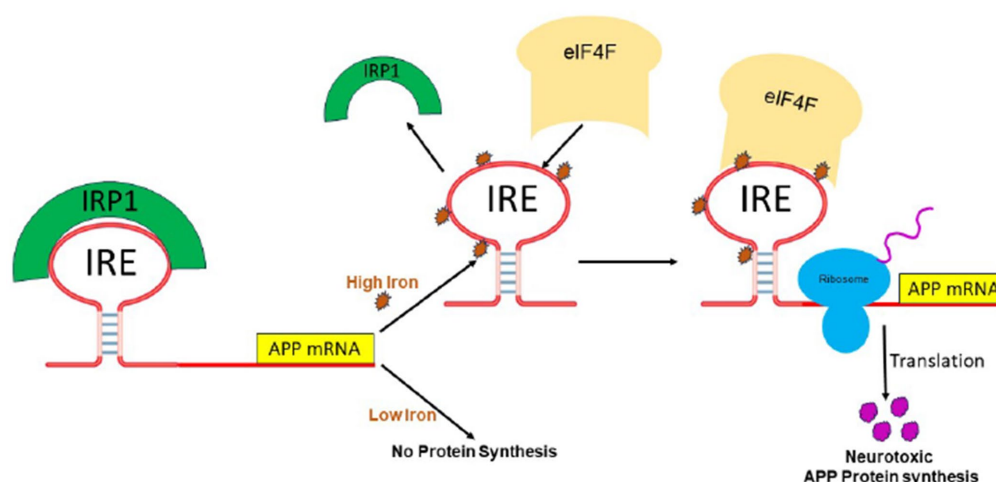 IRP1
IRE
APP mRNA
High Iron
Low Iron
No Protein Synthesis
IRP1
eIF4F
IRE
eIF4F
IRE
Ribosome
APP mRNA
Translation
Neurotoxic
APP Protein synthesis